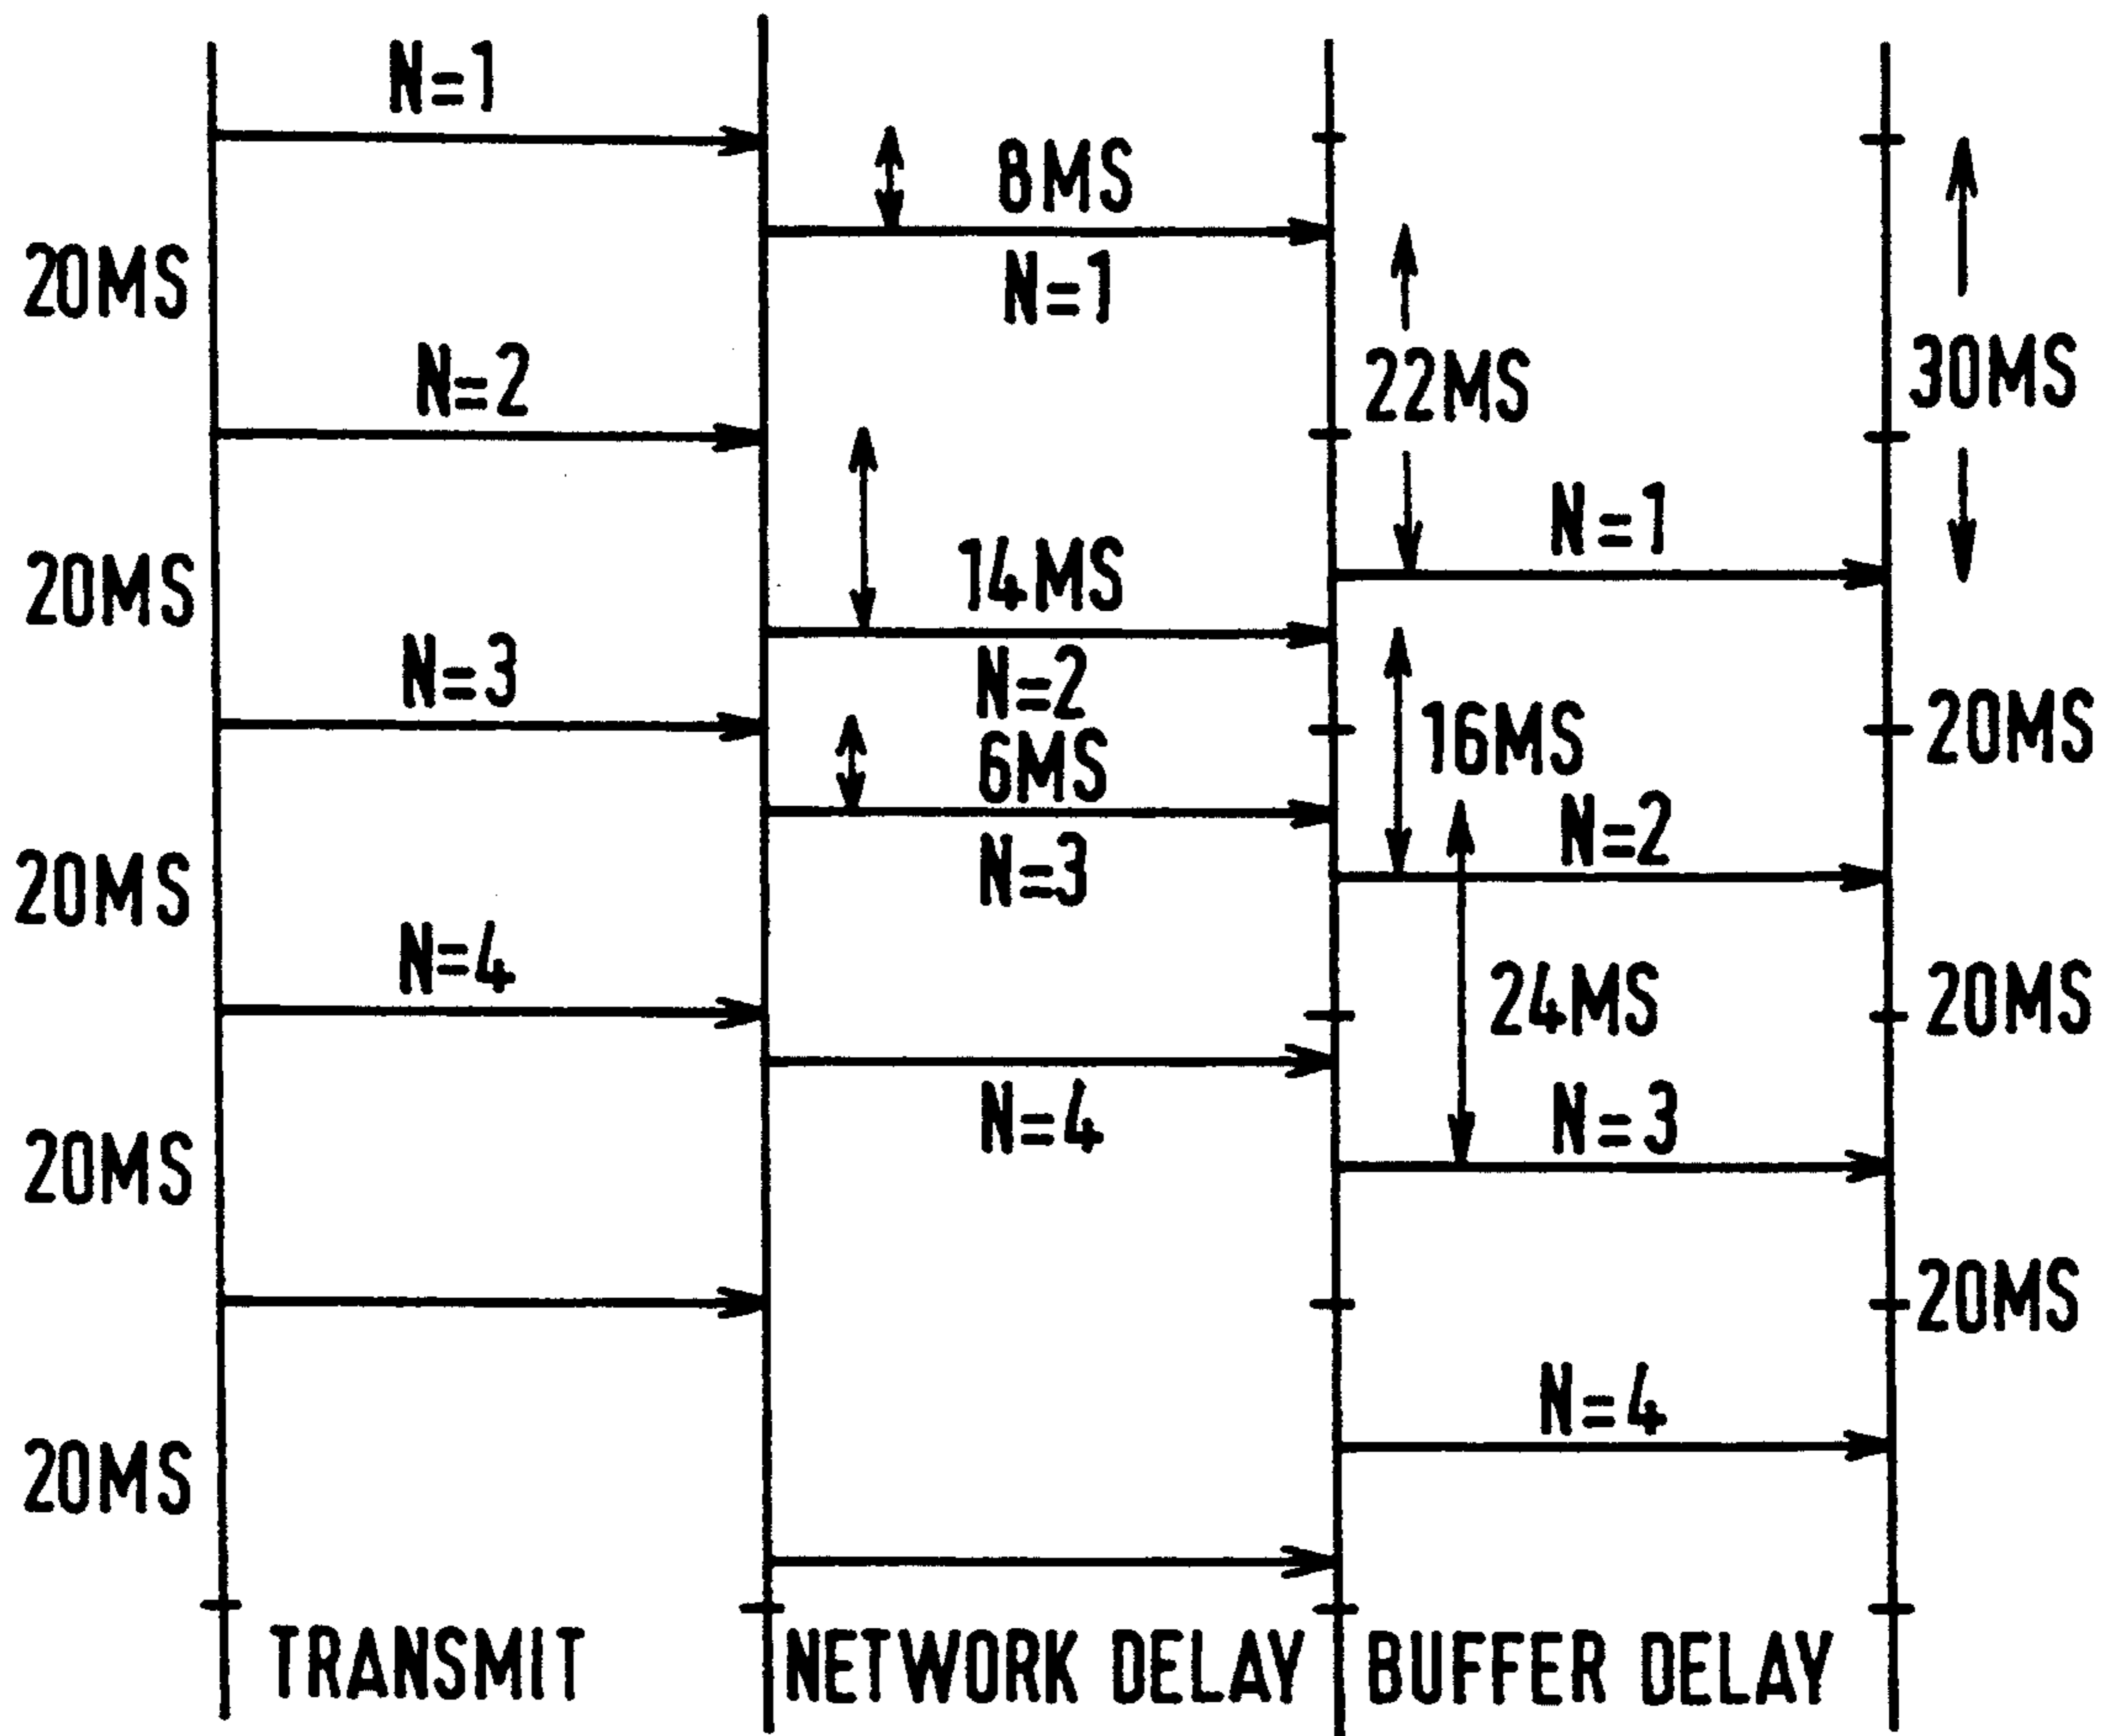 N=1
8MS
20MS
N=1
22MS
30MS
N=2
N=1
14MS
20MS
N=3
N=2
16MS
20MS
6MS
N=2
20MS
N=3
N=4
24MS
20MS
N=4
N=3
20MS
20MS
N=4
20MS
TRANSMIT
NETWORK DELAY
BUFFER DELAY